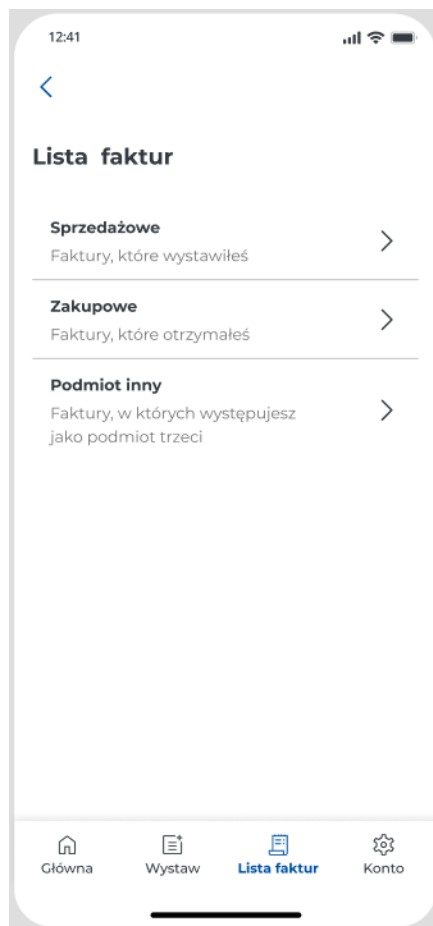 12:41
Lista faktur
Sprzedażowe
Faktury, które wystawiłeś
Zakupowe
Faktury, które otrzymałeś
Podmiot inny
Faktury, w których występujesz
jako podmiot trzeci
Główna Wystaw Lista faktur Konto